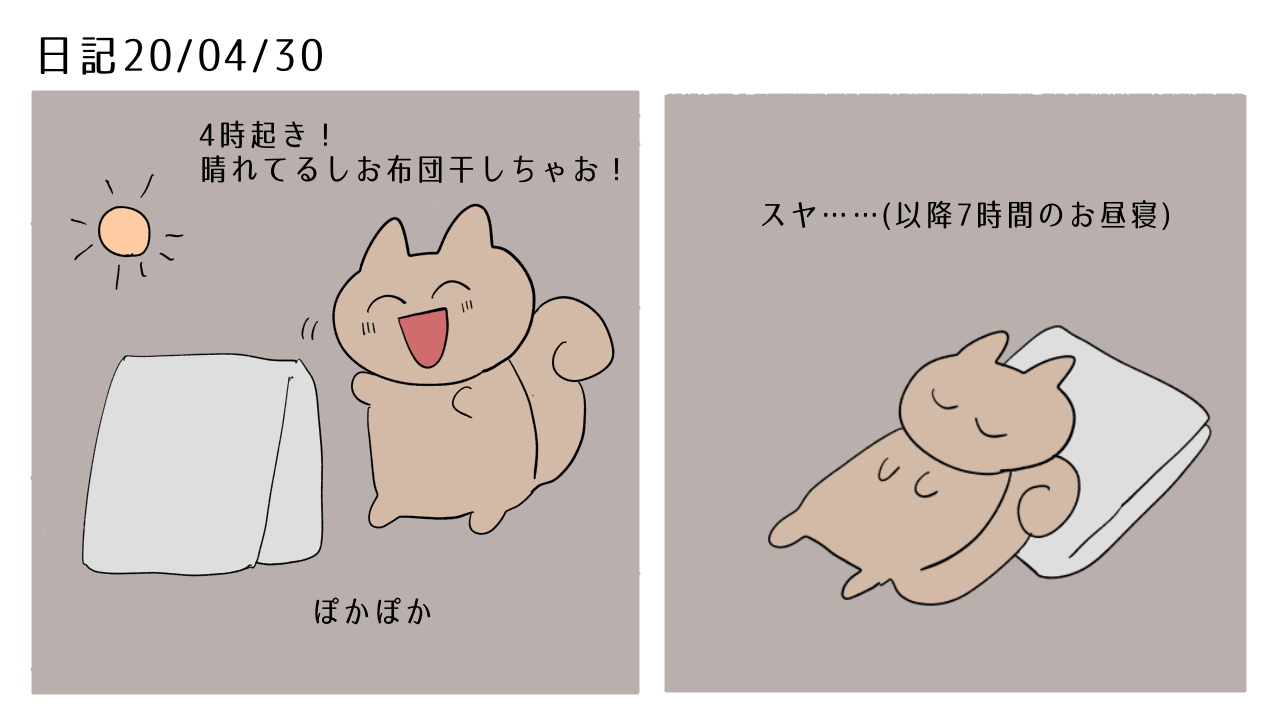 日記20/04/30
4時起き！
晴れてるしお布団干しちゃお！
ぽかぽか
スヤ……(以降7時間のお昼寝)